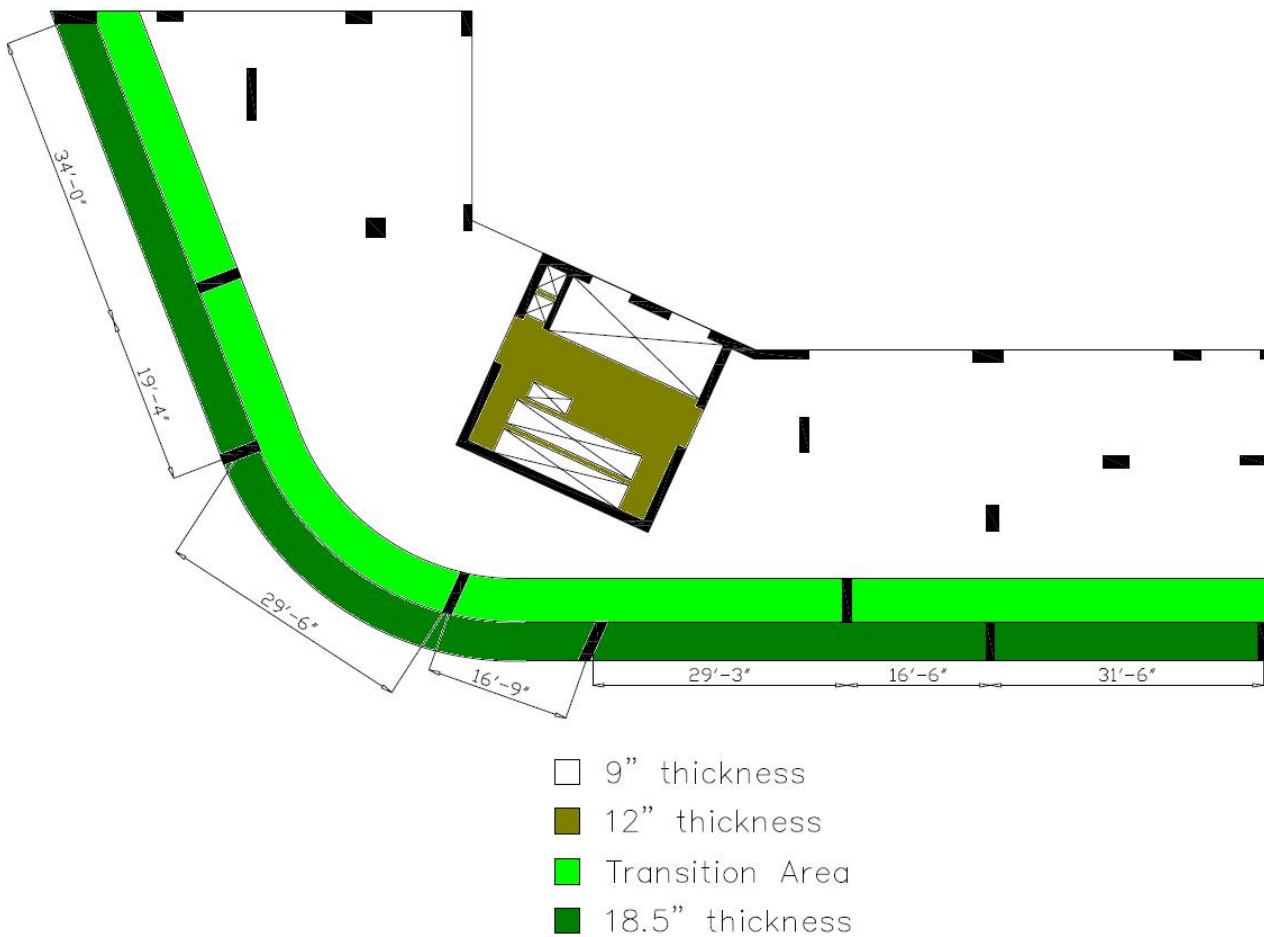 34'-0"
19'-4"
29'-6"
16'-9"
29'-3"
16'-6"
31'-6"
9” thickness
12” thickness
Transition Area
18.5” thickness